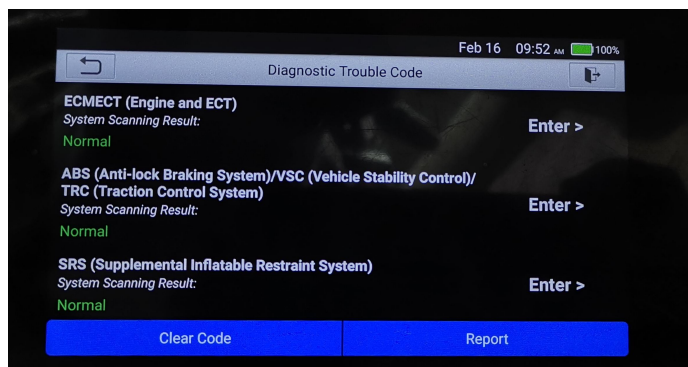 Feb 16 09:52 AM 100%
Diagnostic Trouble Code
ECMECT (Engine and ECT)
System Scanning Result:
Enter >
Normal
ABS (Anti-lock Braking System)/VSC (Vehicle Stability Control)/
TRC (Traction Control System)
System Scanning Result:
Enter >
Normal
SRS (Supplemental Inflatable Restraint System)
System Scanning Result:
Enter >
Normal
Clear Code Report